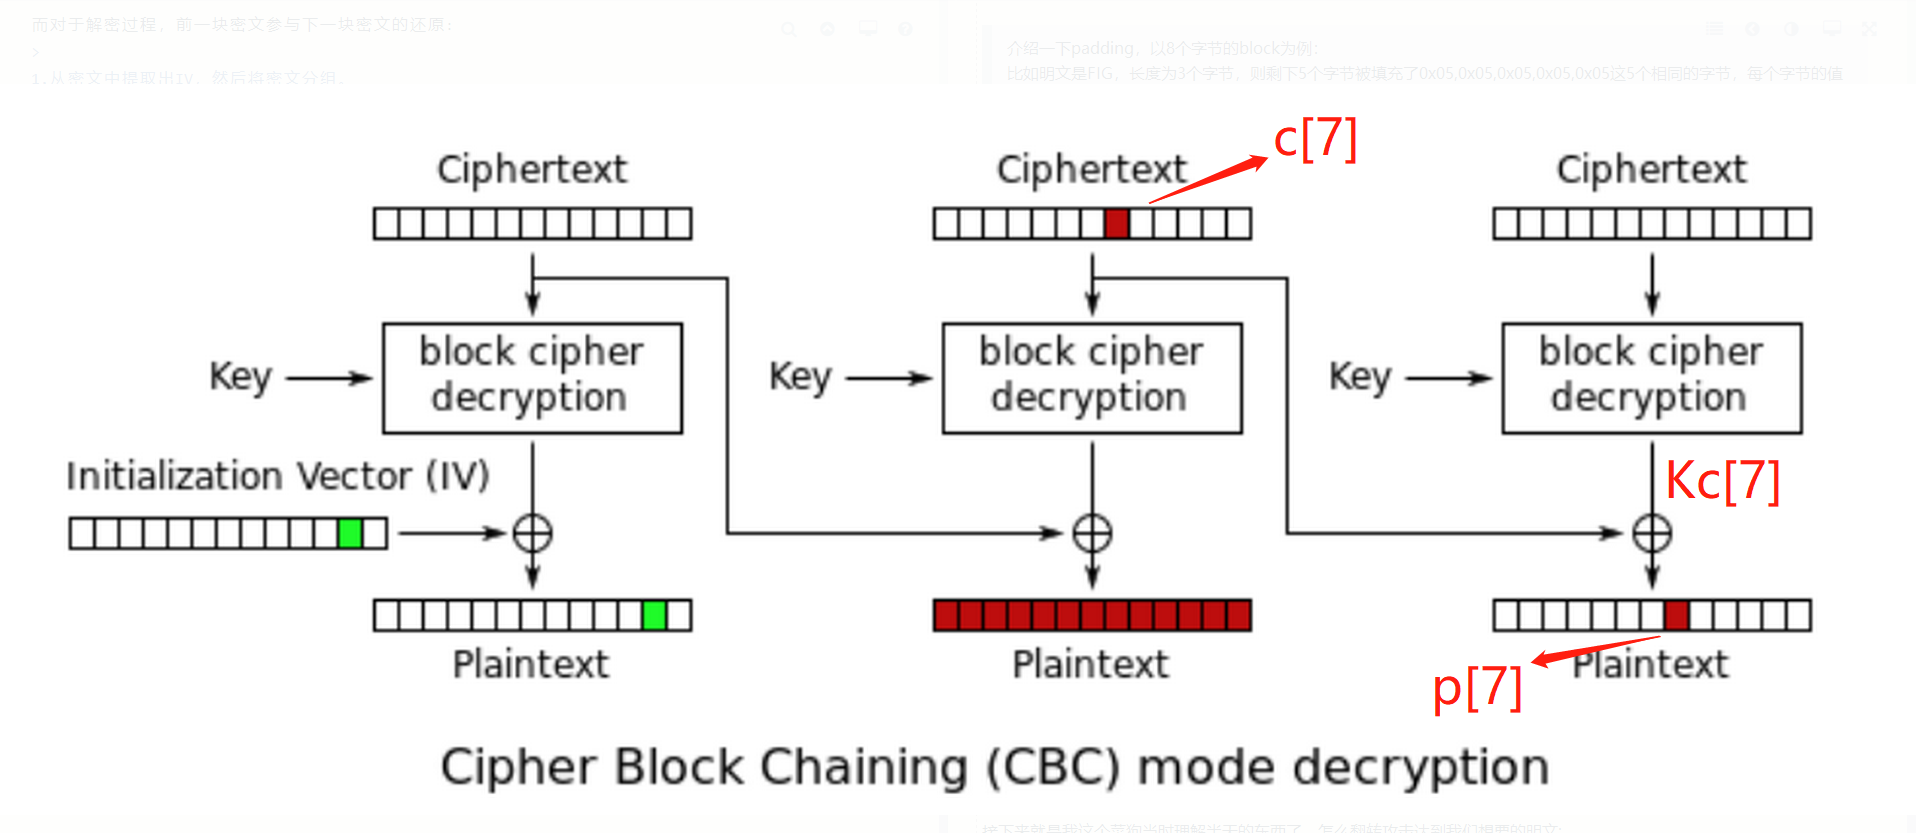 而对于解密过程，前一块密文参与下一块密文的还原：
>
1.从密文中提取出IV，然后将密文分组。
介绍一下padding，以8个字节的block为例：
比如明文是FIG，长度为3个字节，则剩下5个字节被填充了0x05,0x05,0x05,0x05,0x05这5个相同的字节，每个字节的值
c[7]
Ciphertext
Ciphertext
Ciphertext
Key
block cipher
decryption
Key
block cipher
decryption
Key
block cipher
decryption
Initialization Vector (IV)
Kc[7]
Plaintext
Plaintext
Plaintext
p[7]
Cipher Block Chaining (CBC) mode decryption